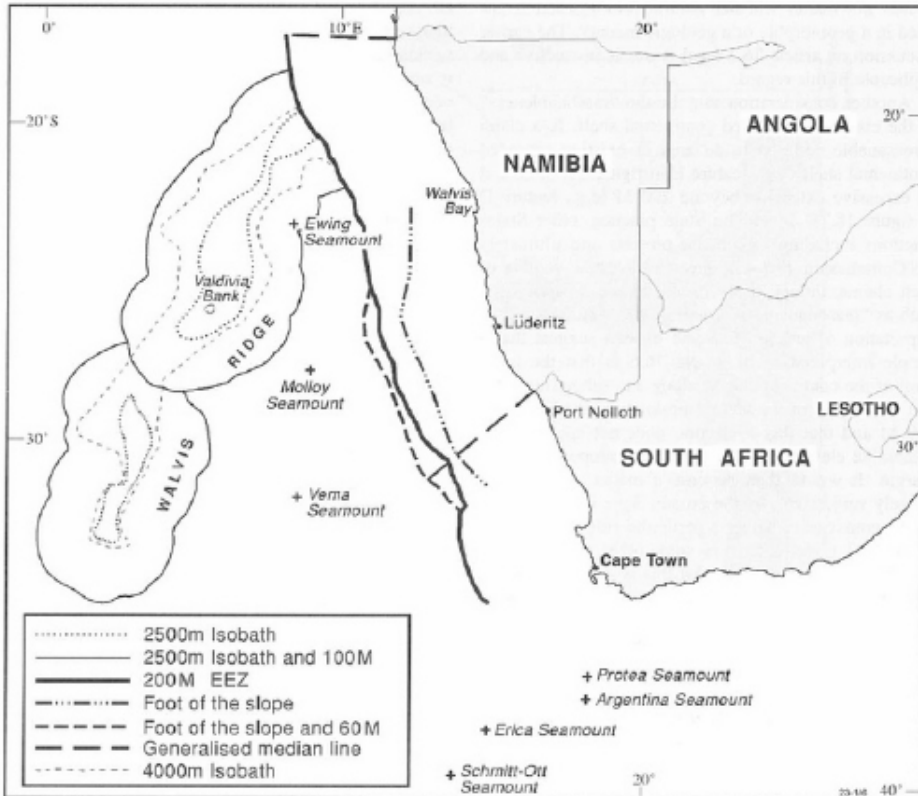 10°E
20°
0°
20°S
20°
ANGOLA
NAMIBIA
Walvis
Bay
Ewing
Seamount
Valdivia
Bank
RIDGE
Lüderitz
Molloy
Seamount
Port Nolloth
LESOTHO
30°
30°
WALVIS
SOUTH AFRICA
Vema
Seamount
Cape Town
2500m Isobath
2500m Isobath and 100M
200M EEZ
Foot of the slope
Foot of the slope and 60M
Generalised median line
4000m Isobath
Protea Seamount
Argentina Seamount
Erica Seamount
Schmitt-Ott
Seamount
20°
40°